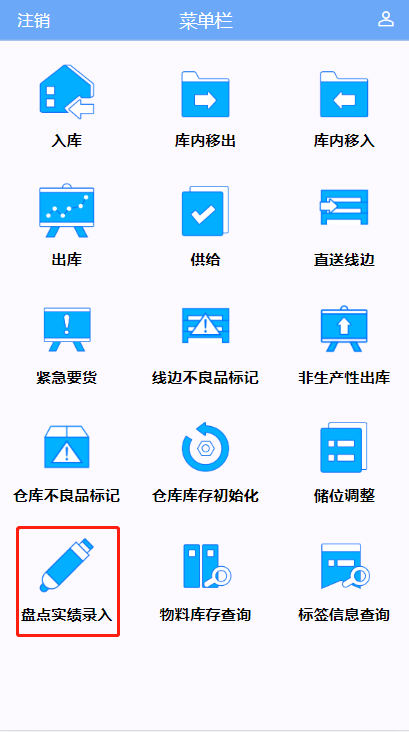 注销 菜单栏
入库 库内移出 库内移入
出库 供给 直送线边
紧急要货 线边不良品标记 非生产性出库
仓库不良品标记 仓库库存初始化 储位调整
盘点实绩录入 物料库存查询 标签信息查询